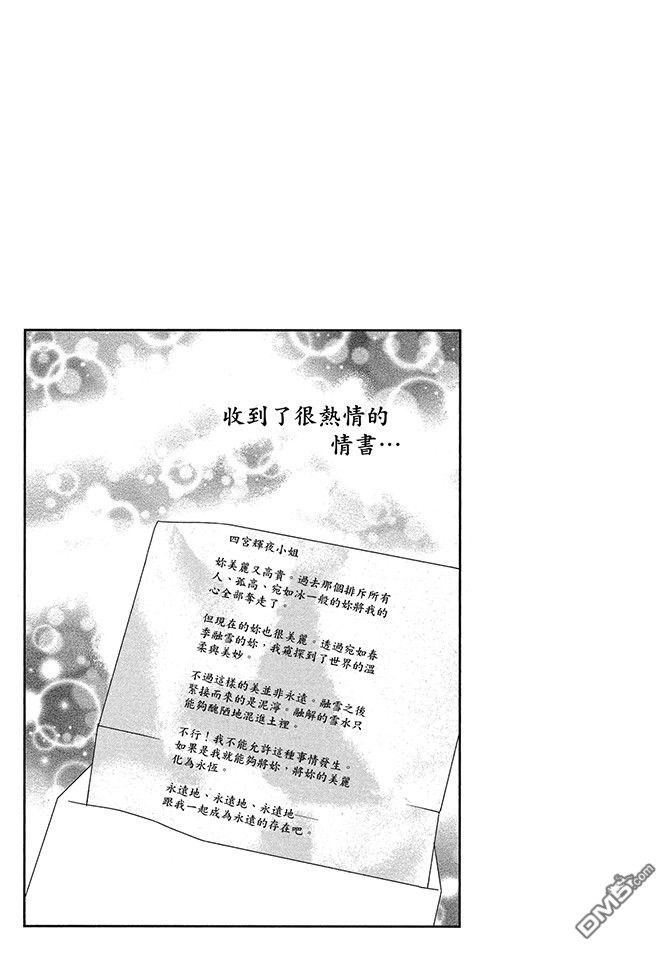 收到了很熱情的
情書…
四宮輝夜小姐
妳美麗又高貴。過去那個排斥所有
人、孤高、宛如冰一般的妳將我的
心全部奪走了。
但現在的妳也很美麗。透過宛如春
季融雪的妳，我窺探到了世界的溫
柔與美妙。
不過這樣的美並非永遠。融雪之後
緊接而來的是泥濘。融解的雪水只
能夠醜陋地混進土裡。
不行！我不能允許這種事情發生。
如果是我就能夠將妳，將妳的美麗
化為永恆。
永遠地、永遠地、永遠地——
跟我一起成為永遠的存在吧。
DM5.com